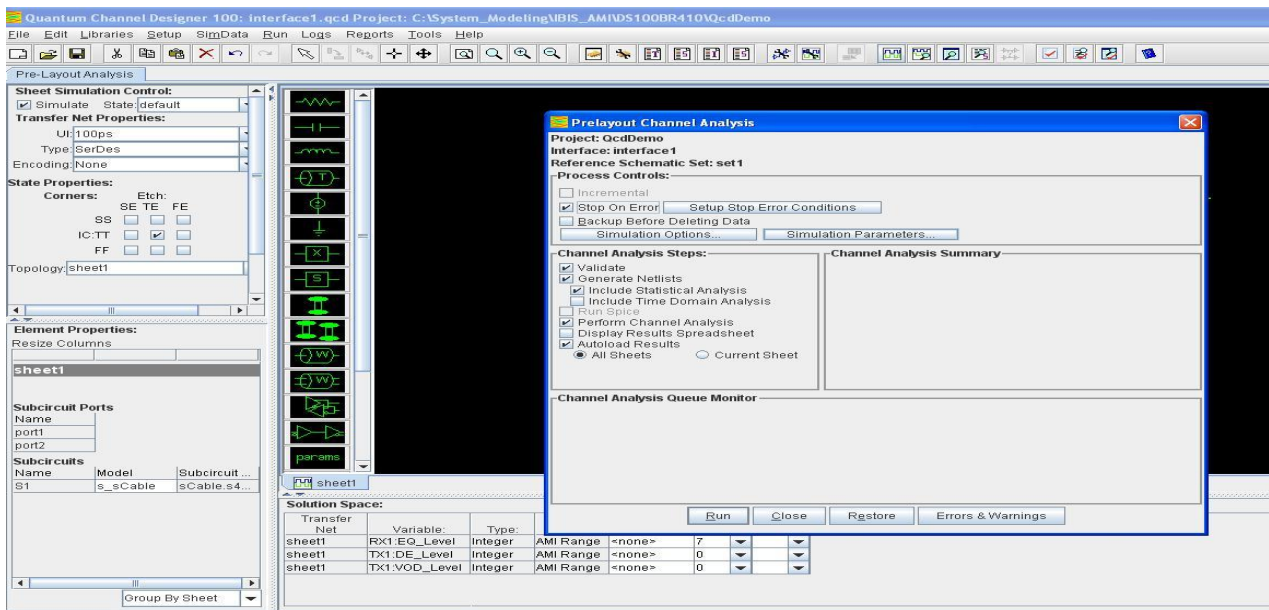 Quantum Channel Designer 100: interface1.qcd Project: C:\System_Modeling\IBIS_AMI\DS100BR410\QcdDemo
File Edit Libraries Setup SimData Run Logs Reports Tools Help
Pre-Layout Analysis
Sheet Simulation Control:
Simulate State: default
Transfer Net Properties:
UI: 100ps
Type: SerDes
Encoding: None
State Properties:
Corners: Etch:
SE TE FE
SS
IC:TT
FF
Topology: sheet1
Element Properties:
Resize Columns
sheet1
Subcircuit Ports
Name
port1
port2
Subcircuits
Name Model Subcircuit ...
S1 s_sCable sCable.s4...
Group By Sheet
T
X
S
W
W
params
sheet1
Prelayout Channel Analysis
Project: QcdDemo
Interface: interface1
Reference Schematic Set: set1
Process Controls:
Incremental
Stop On Error Setup Stop Error Conditions
Backup Before Deleting Data
Simulation Options... Simulation Parameters...
Channel Analysis Steps:
Validate
Generate Netlists
Include Statistical Analysis
Include Time Domain Analysis
Run Spice
Perform Channel Analysis
Display Results Spreadsheet
Autoload Results
All Sheets Current Sheet
Channel Analysis Summary
Channel Analysis Queue Monitor
Run Close Restore Errors & Warnings
Solution Space:
Transfer Net Variable: Type:
sheet1 RX1:EQ_Level Integer AMI Range <none> 7
sheet1 TX1:DE_Level Integer AMI Range <none> 0
sheet1 TX1:VOD_Level Integer AMI Range <none> 0